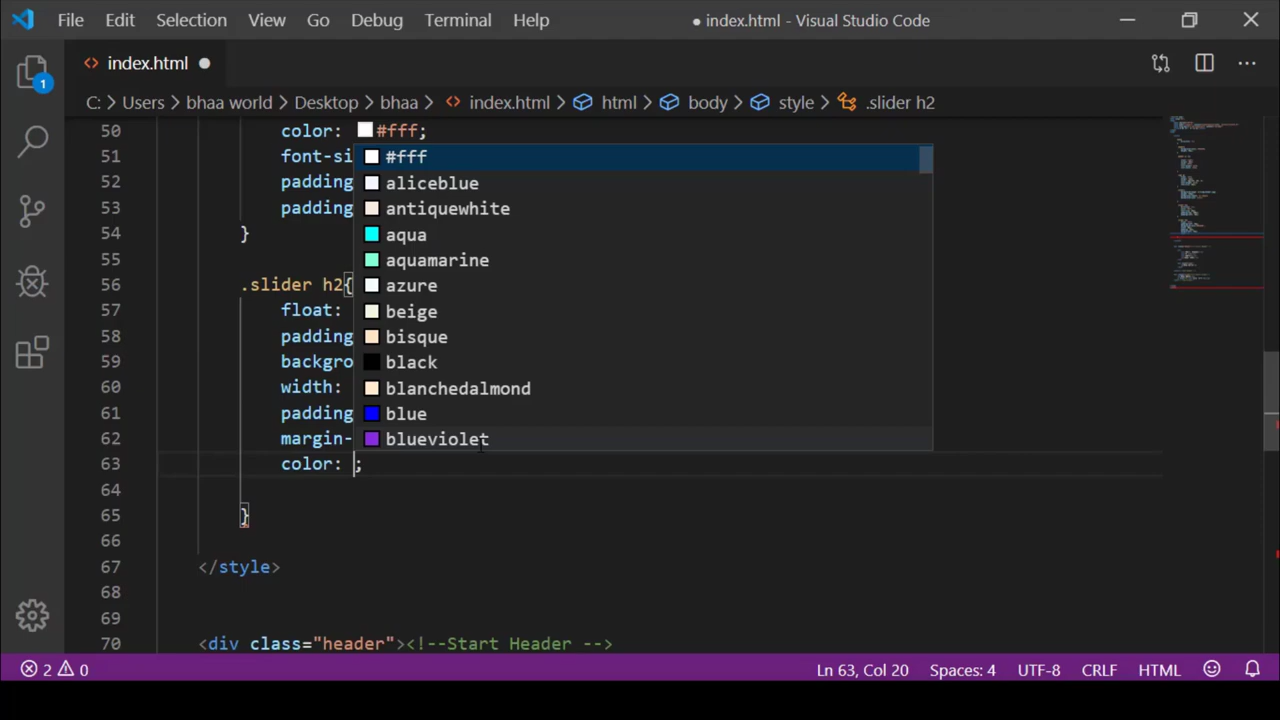 File Edit Selection View Go Debug Terminal Help ● index.html - Visual Studio Code
1
<> index.html ●
C: > Users > bhaa world > Desktop > bhaa > <> index.html > html > body > style > .slider h2
50 color: #fff;
51 font-si
52 padding
53 padding
54 }
55
56 .slider h2{
57 float:
58 padding
59 backgro
60 width:
61 padding
62 margin-
63 color: ;
64
65 }
66
67 </style>
68
69
70 <div class="header"><!--Start Header -->
#fff
aliceblue
antiquewhite
aqua
aquamarine
azure
beige
bisque
black
blanchedalmond
blue
blueviolet
2 0 Ln 63, Col 20 Spaces: 4 UTF-8 CRLF HTML